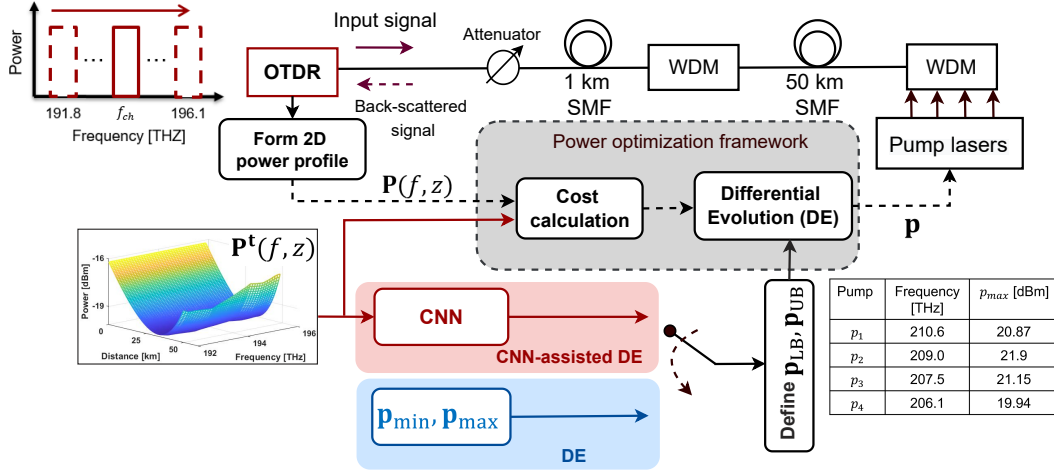 Power
191.8
f_ch
196.1
Frequency [THZ]
...
...
OTDR
Input signal
Back-scattered
signal
Attenuator
1 km
SMF
WDM
50 km
SMF
WDM
Pump lasers
Form 2D
power profile
Power optimization framework
P(f, z)
Cost
calculation
Differential
Evolution (DE)
p
P^t(f, z)
Power
[dBm]
-16
-19
0
25
50
Distance [km]
192
194
196
Frequency [THz]
CNN
CNN-assisted DE
p_min, p_max
DE
Define p_LB, p_UB
Pump Frequency [THz] p_max [dBm]
p_1 210.6 20.87
p_2 209.0 21.9
p_3 207.5 21.15
p_4 206.1 19.94